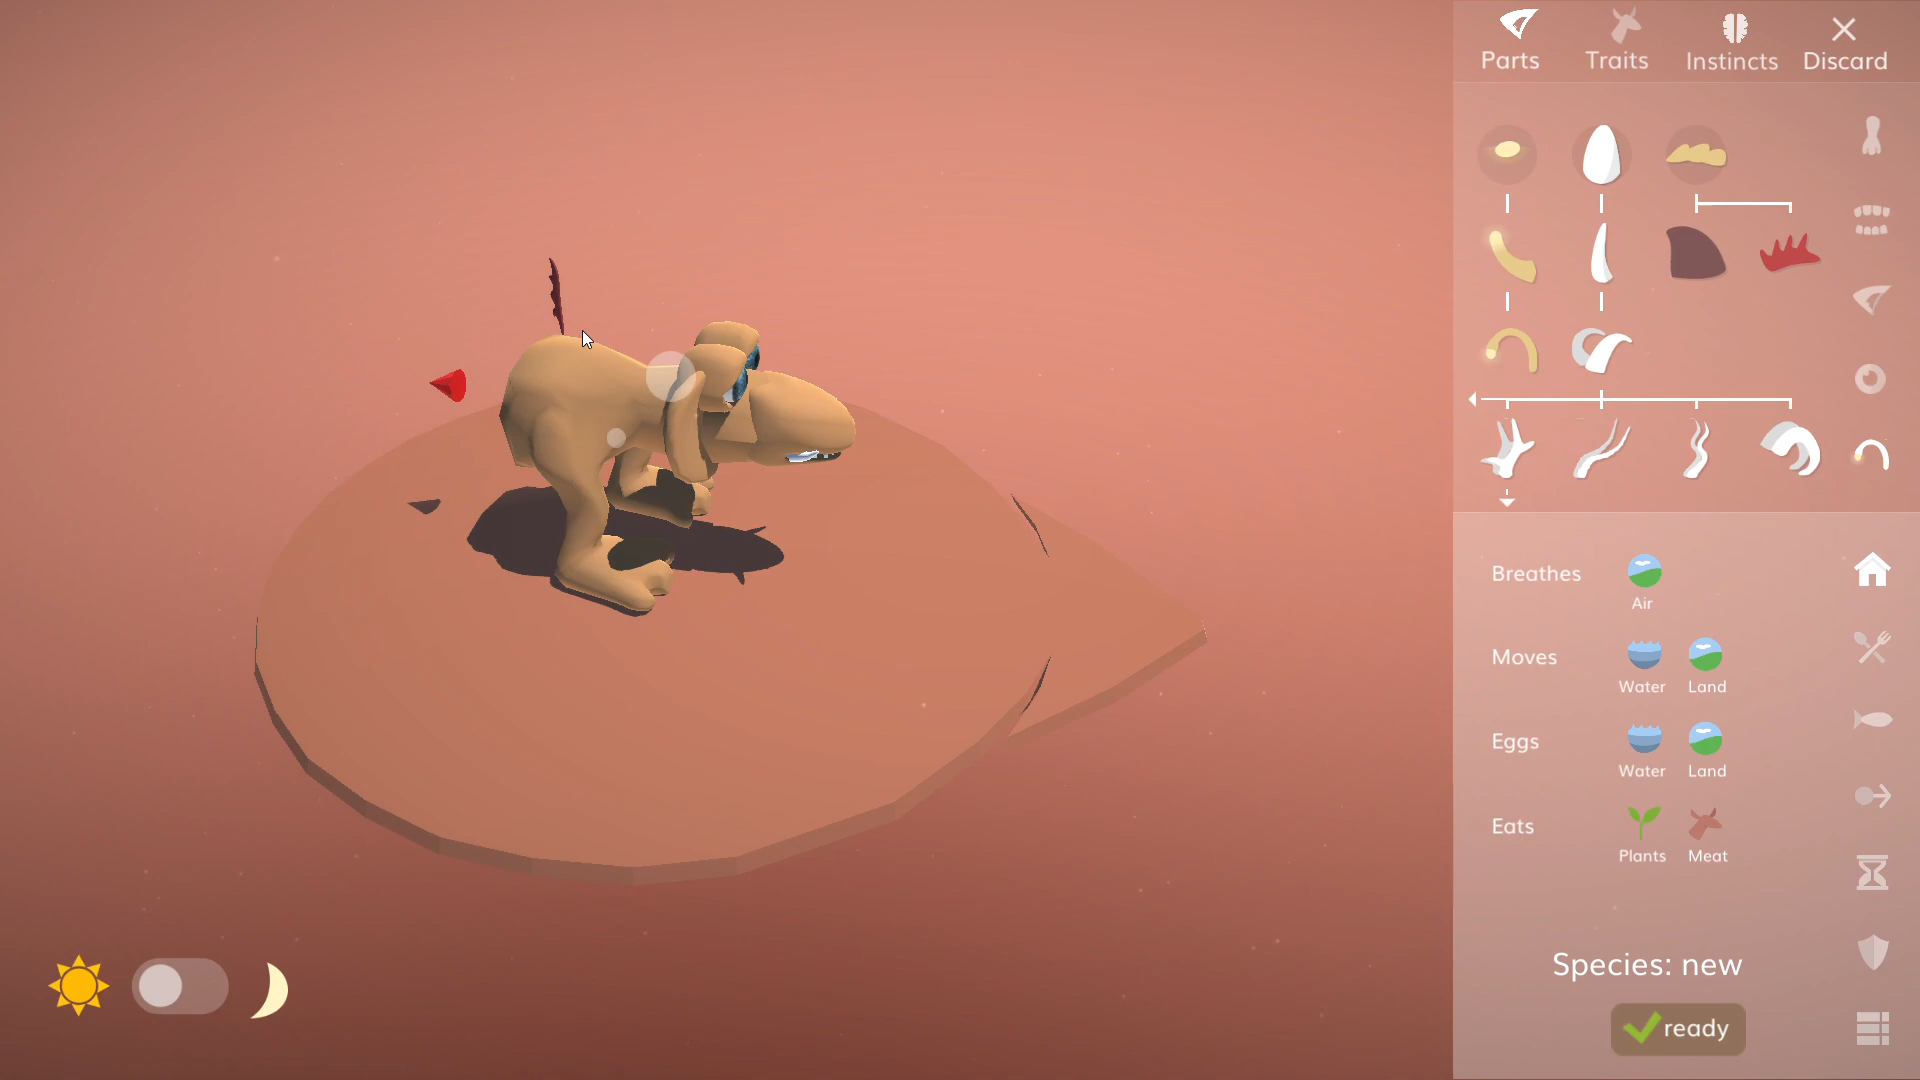 Parts Traits Instincts Discard
Breathes
Air
Moves
Water Land
Eggs
Water Land
Eats
Plants Meat
Species: new
ready